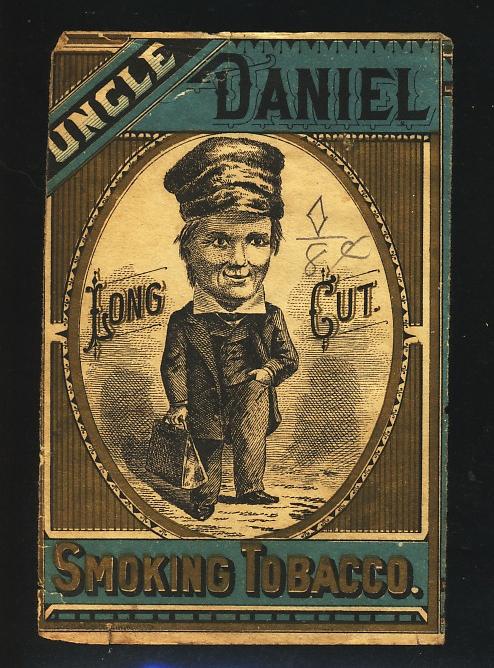 UNCLE DANIEL
LONG CUT.
SMOKING TOBACCO.